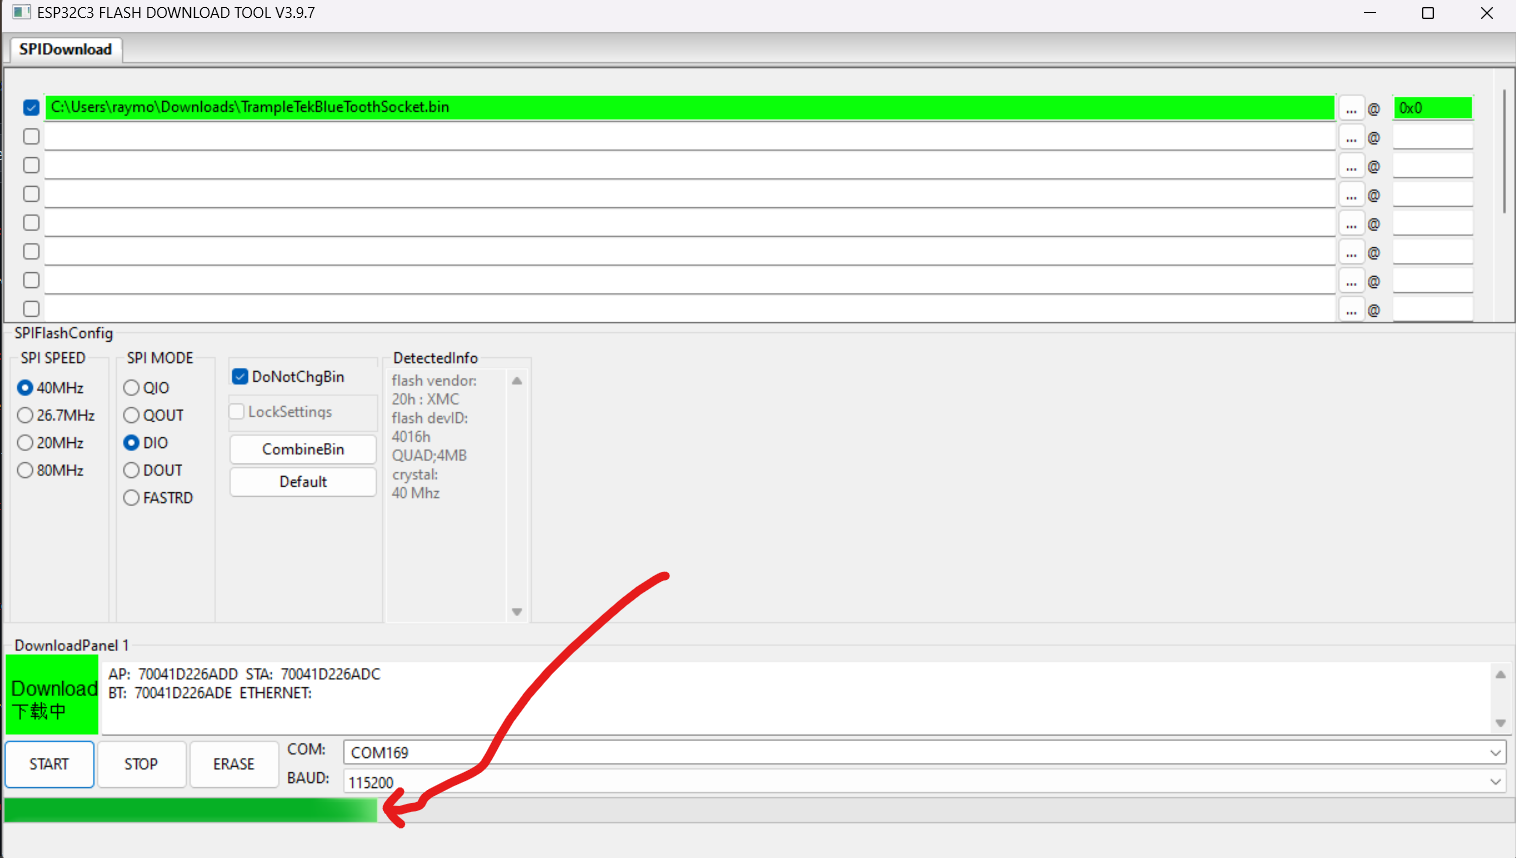 ESP32C3 FLASH DOWNLOAD TOOL V3.9.7
SPIDownload
C:\Users\raymo\Downloads\TrampleTekBlueToothSocket.bin ... @ 0x0
... @
... @
... @
... @
... @
... @
... @
SPIFlashConfig
SPI SPEED
40MHz
26.7MHz
20MHz
80MHz
SPI MODE
QIO
QOUT
DIO
DOUT
FASTRD
DoNotChgBin
LockSettings
CombineBin
Default
DetectedInfo
flash vendor:
20h : XMC
flash devID:
4016h
QUAD;4MB
crystal:
40 Mhz
DownloadPanel 1
Download
下载中
AP: 70041D226ADD STA: 70041D226ADC
BT: 70041D226ADE ETHERNET:
START STOP ERASE
COM: COM169
BAUD: 115200